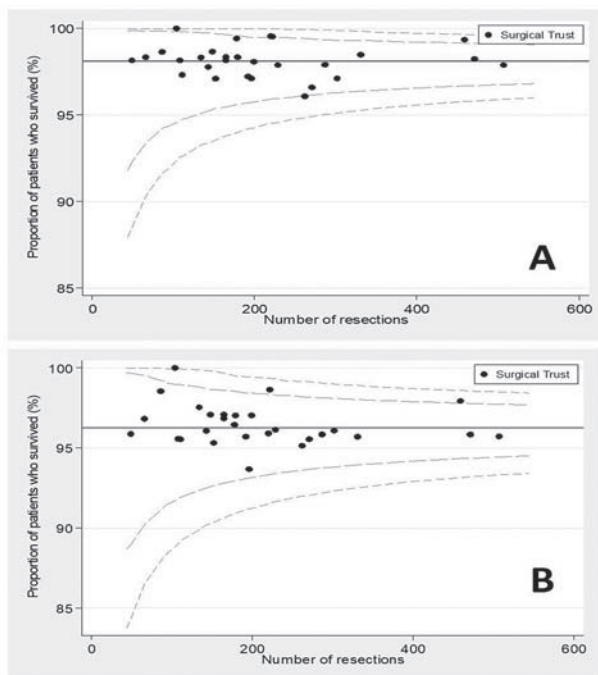 100
95
90
85
Proportion of patients who survived (%)
Surgical Trust
A
0
200
400
600
Number of resections
100
95
90
85
Proportion of patients who survived (%)
Surgical Trust
B
0
200
400
600
Number of resections